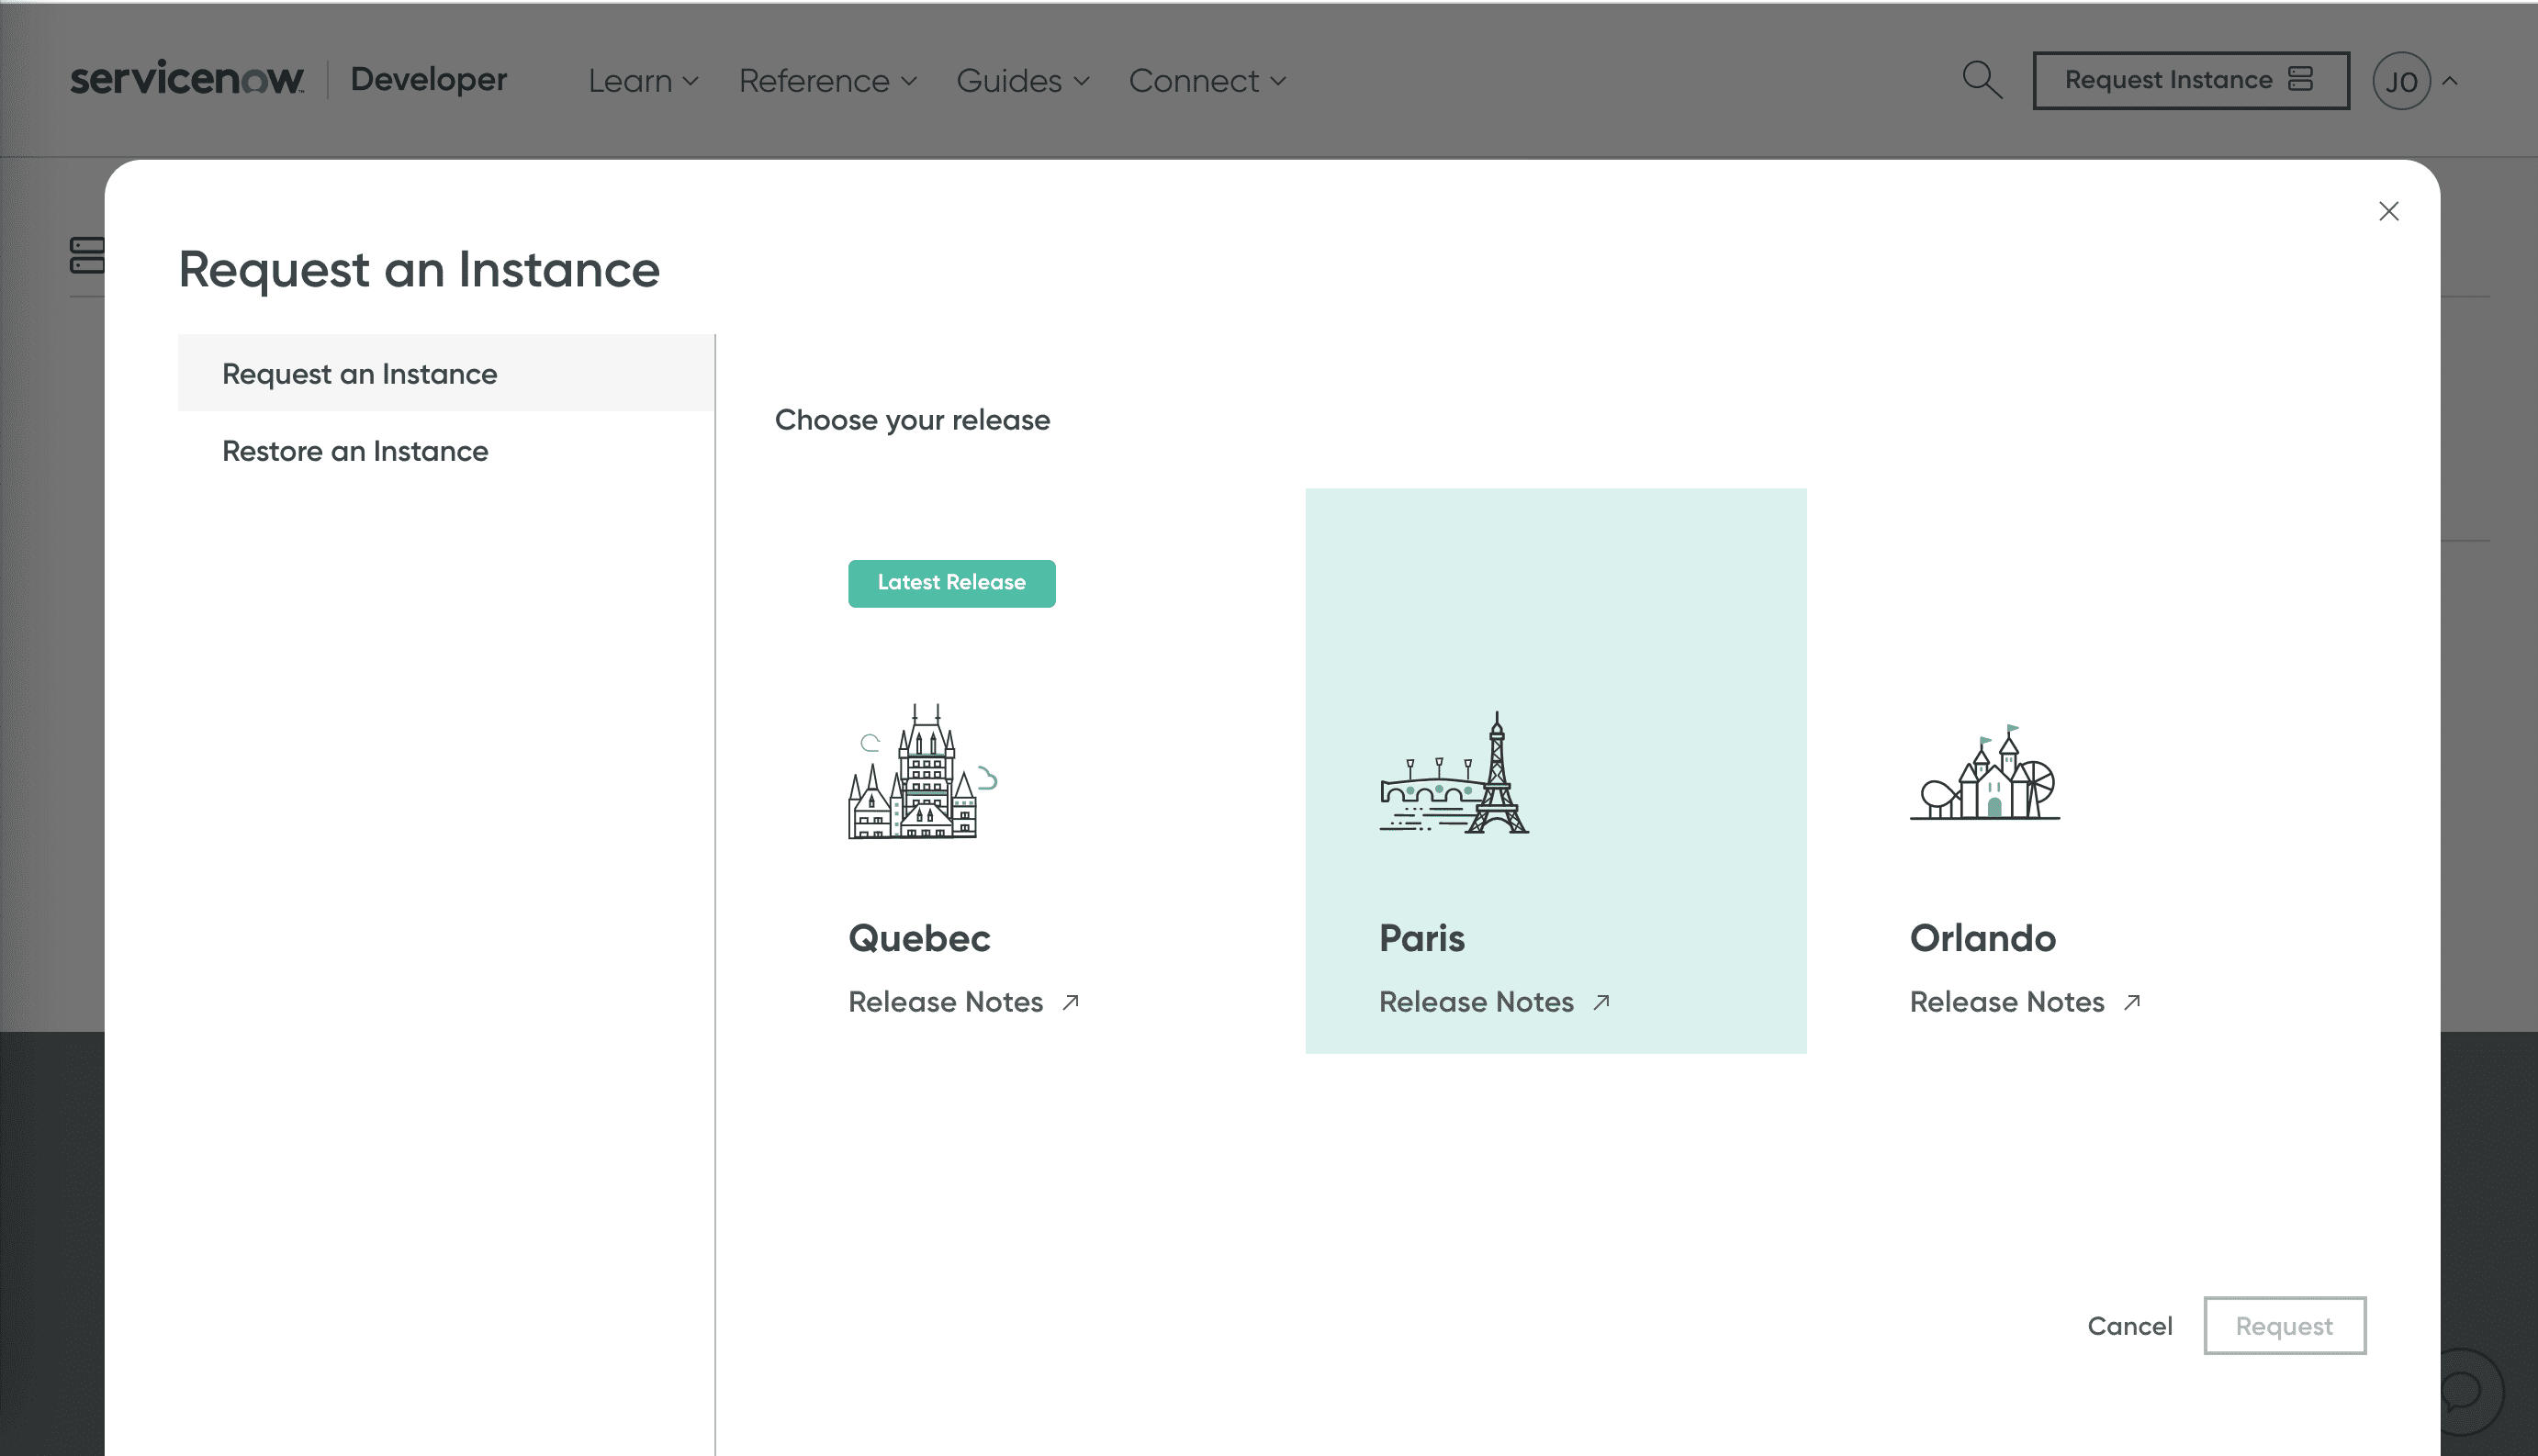 servicenow Developer Learn Reference Guides Connect Request Instance JO
Request an Instance
Request an Instance
Restore an Instance
Choose your release
Latest Release
Quebec
Release Notes
Paris
Release Notes
Orlando
Release Notes
Cancel Request